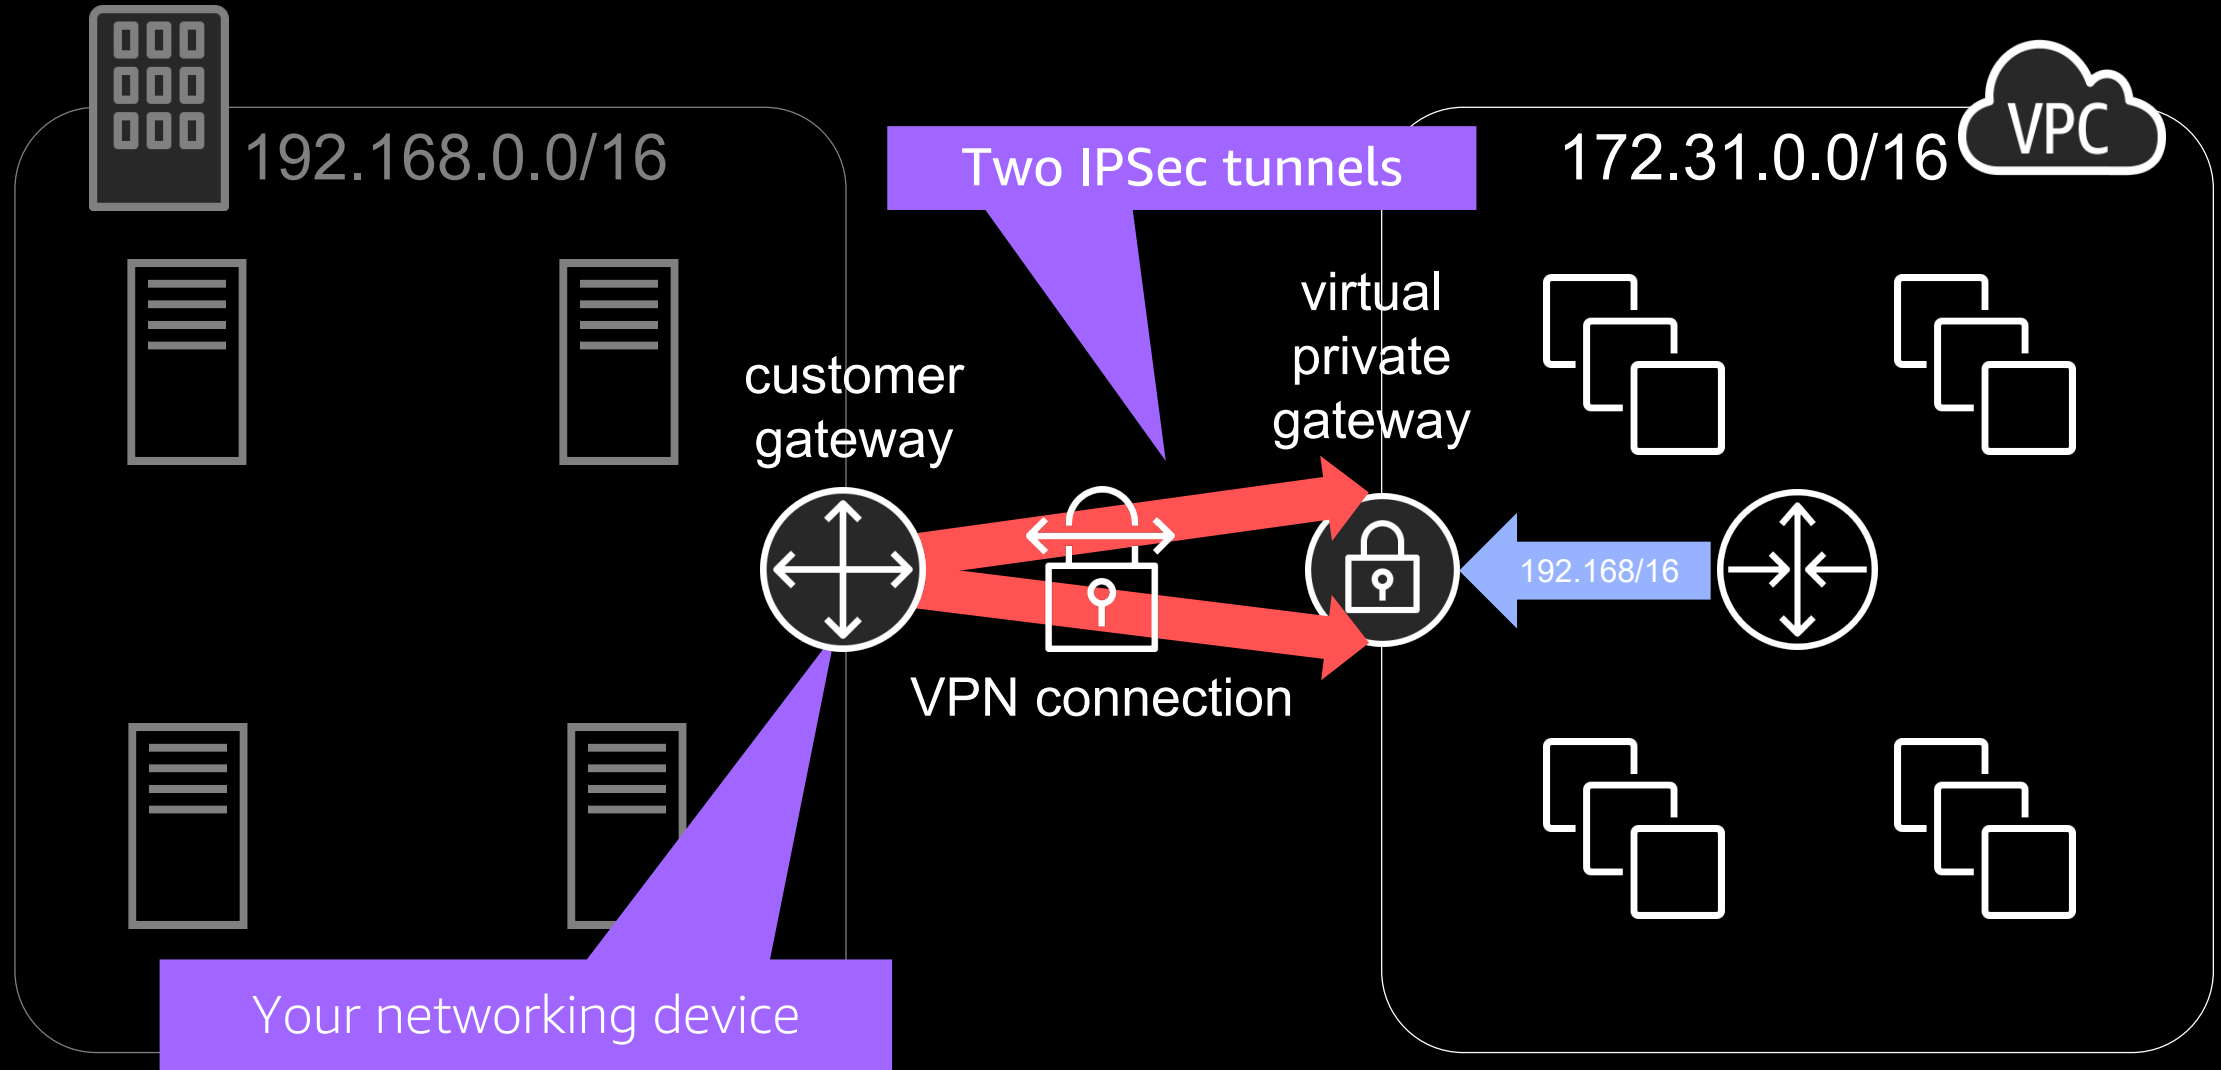 192.168.0.0/16
Two IPSec tunnels
172.31.0.0/16
VPC
virtual
private
gateway
customer
gateway
192.168/16
VPN connection
Your networking device